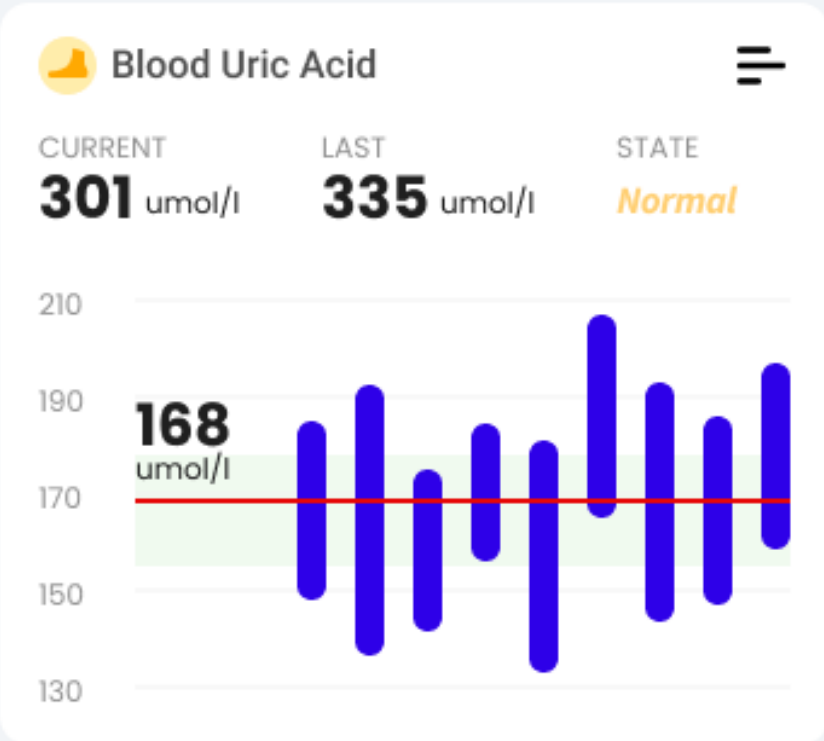 Blood Uric Acid
CURRENT
301 umol/l
LAST
335 umol/l
STATE
Normal
210
190
168
umol/l
170
150
130